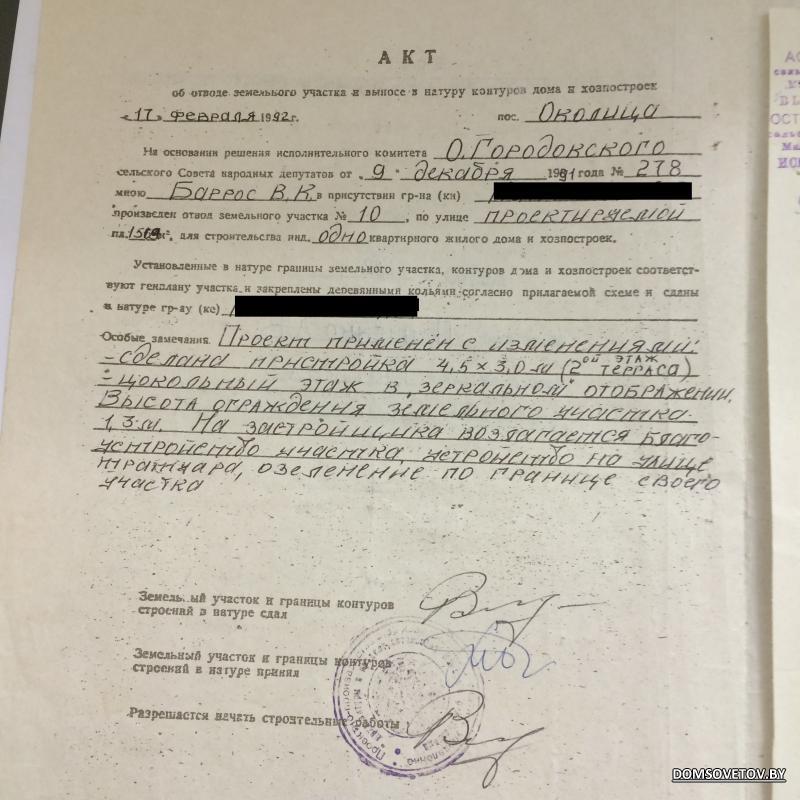 АКТ
об отводе земельного участка и выносе в натуру контуров дома и хозпостроек
«17» февраля 1992 г. пос. Околица
На основании решения исполнительного комитета О.Городокского
сельского Совета народных депутатов от 9 декабря 1991 года № 278
мною Баррос В.К. в присутствии гр-на (ки)
произведен отвод земельного участка № 10, по улице проектируемой
пл. м², для строительства инд. одно квартирного жилого дома и хозпостроек.
Установленные в натуре границы земельного участка, контуров дома и хозпостроек соответст-
вуют генплану участка и закреплены деревянными кольями согласно прилагаемой схеме и сданы
в натуре гр-ну (ке)
Особые замечания. Проект применён с изменениями:
- сделана пристройка 4,5×3,0 м (2ой этаж терраса)
- цокольный этаж в зеркальном отображении.
Высота ограждения земельного участка
1,3 м. На застройщика возлагается благо-
устройство участка, устройство по улице
тротуара, озеленение по границе своего
участка
Земельный участок и границы контуров
строений в натуре сдал
Земельный участок и границы контуров
строений в натуре принял
Разрешается начать строительные работы
DOMSOVETOV.BY